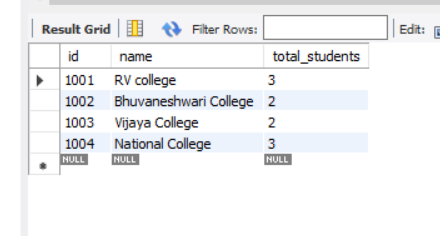 Result Grid Filter Rows: Edit:
id name total_students
1001 RV college 3
1002 Bhuvaneshwari College 2
1003 Vijaya College 2
1004 National College 3
NULL NULL NULL